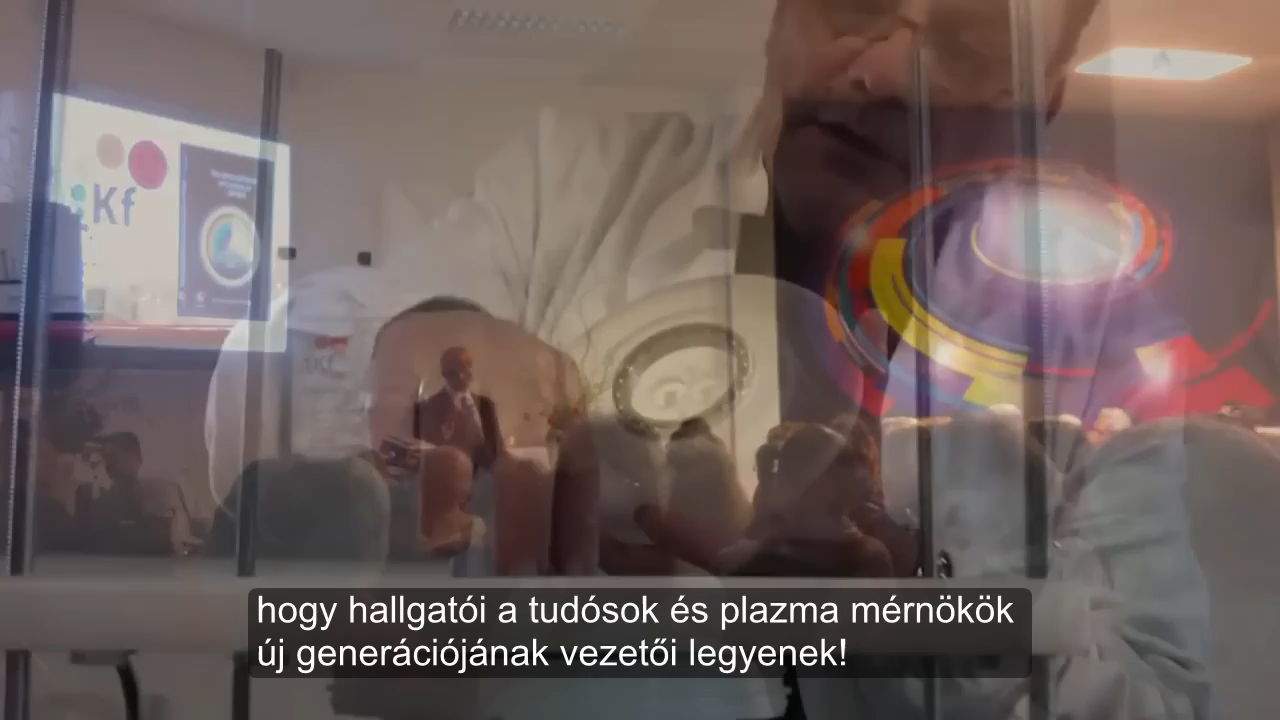 Kf
hogy hallgatói a tudósok és plazma mérnökök
új generációjának vezetői legyenek!